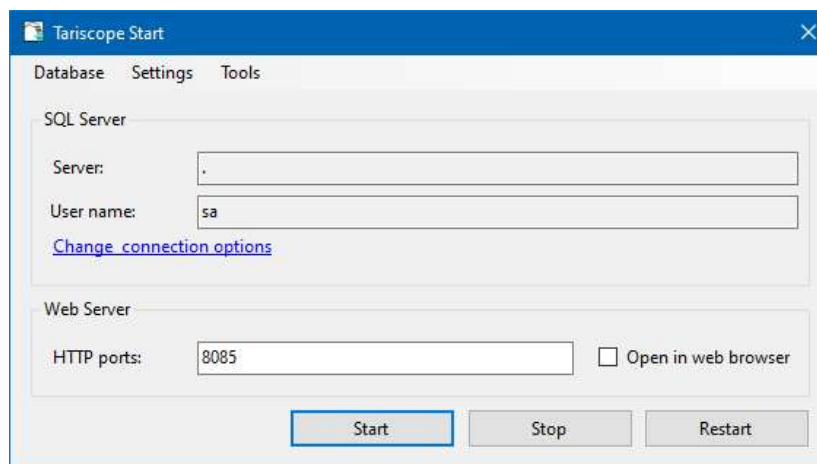 Tariscope Start
Database Settings Tools
SQL Server
Server: .
User name: sa
Change connection options
Web Server
HTTP ports: 8085 Open in web browser
Start Stop Restart